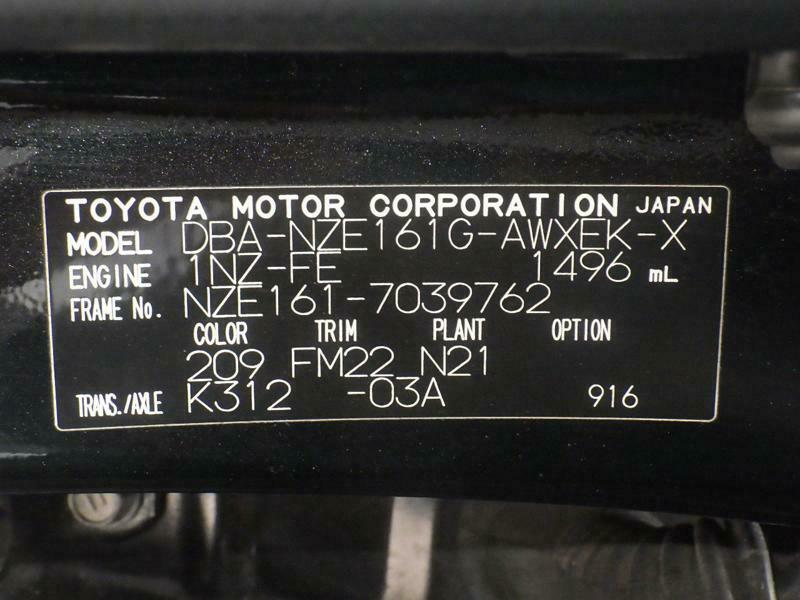 TOYOTA MOTOR CORPORATION JAPAN
MODEL DBA-NZE161G-AWXEK-X
ENGINE 1NZ-FE 1496 mL
FRAME No. NZE161-7039762
COLOR TRIM PLANT OPTION
209 FM22 N21
TRANS./AXLE K312 -03A 916